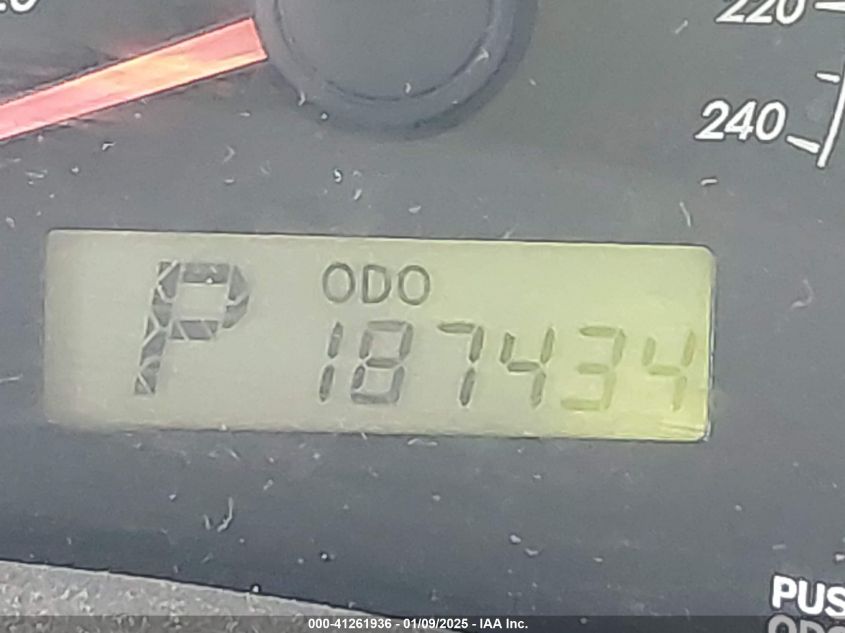 220
240
P
ODO
187434
PUS
000-41261936 - 01/09/2025 - IAA Inc.